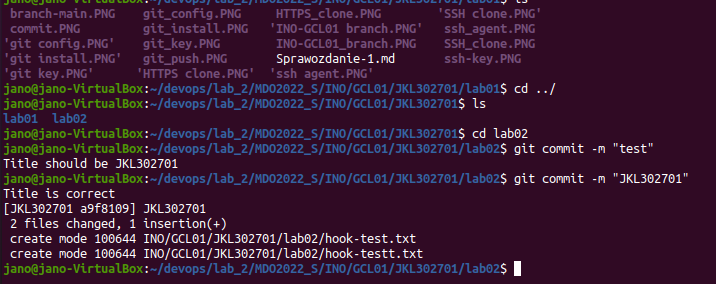 jano@jano-VirtualBox:~/devops/lab_2/MDO2022_S/INO/GCL01/JKL302701/lab01$ ls
branch-main.PNG git_config.PNG HTTPS_clone.PNG 'SSH clone.PNG'
commit.PNG git_install.PNG 'INO-GCL01 branch.PNG' ssh_agent.PNG
'git config.PNG' git_key.PNG INO-GCL01_branch.PNG SSH_clone.PNG
'git install.PNG' git_push.PNG Sprawozdanie-1.md ssh-key.PNG
'git key.PNG' 'HTTPS clone.PNG' 'ssh agent.PNG'
jano@jano-VirtualBox:~/devops/lab_2/MDO2022_S/INO/GCL01/JKL302701/lab01$ cd ../
jano@jano-VirtualBox:~/devops/lab_2/MDO2022_S/INO/GCL01/JKL302701$ ls
lab01 lab02
jano@jano-VirtualBox:~/devops/lab_2/MDO2022_S/INO/GCL01/JKL302701$ cd lab02
jano@jano-VirtualBox:~/devops/lab_2/MDO2022_S/INO/GCL01/JKL302701/lab02$ git commit -m "test"
Title should be JKL302701
jano@jano-VirtualBox:~/devops/lab_2/MDO2022_S/INO/GCL01/JKL302701/lab02$ git commit -m "JKL302701"
Title is correct
[JKL302701 a9f8109] JKL302701
2 files changed, 1 insertion(+)
create mode 100644 INO/GCL01/JKL302701/lab02/hook-test.txt
create mode 100644 INO/GCL01/JKL302701/lab02/hook-testt.txt
jano@jano-VirtualBox:~/devops/lab_2/MDO2022_S/INO/GCL01/JKL302701/lab02$